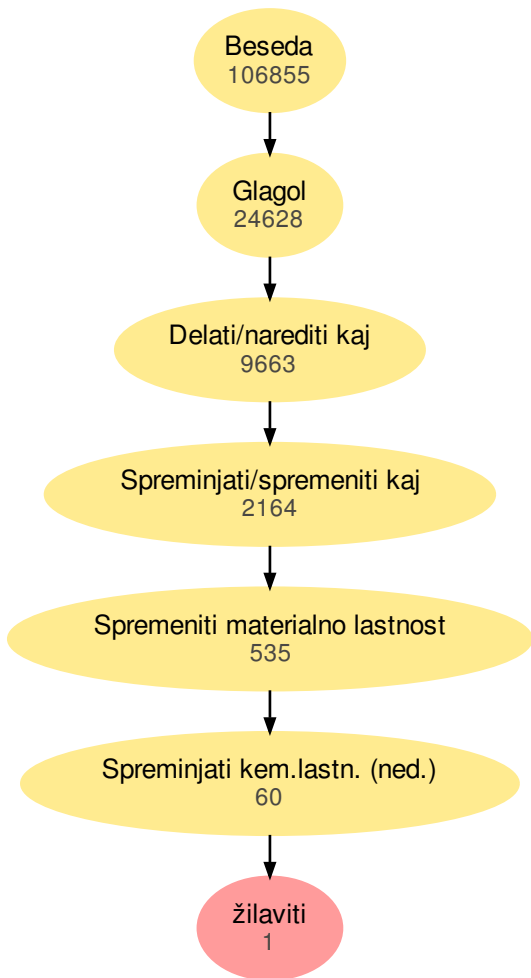 Beseda
106855
Glagol
24628
Delati/narediti kaj
9663
Spreminjati/spremeniti kaj
2164
Spremeniti materialno lastnost
535
Spreminjati kem.lastn. (ned.)
60
žilaviti
1